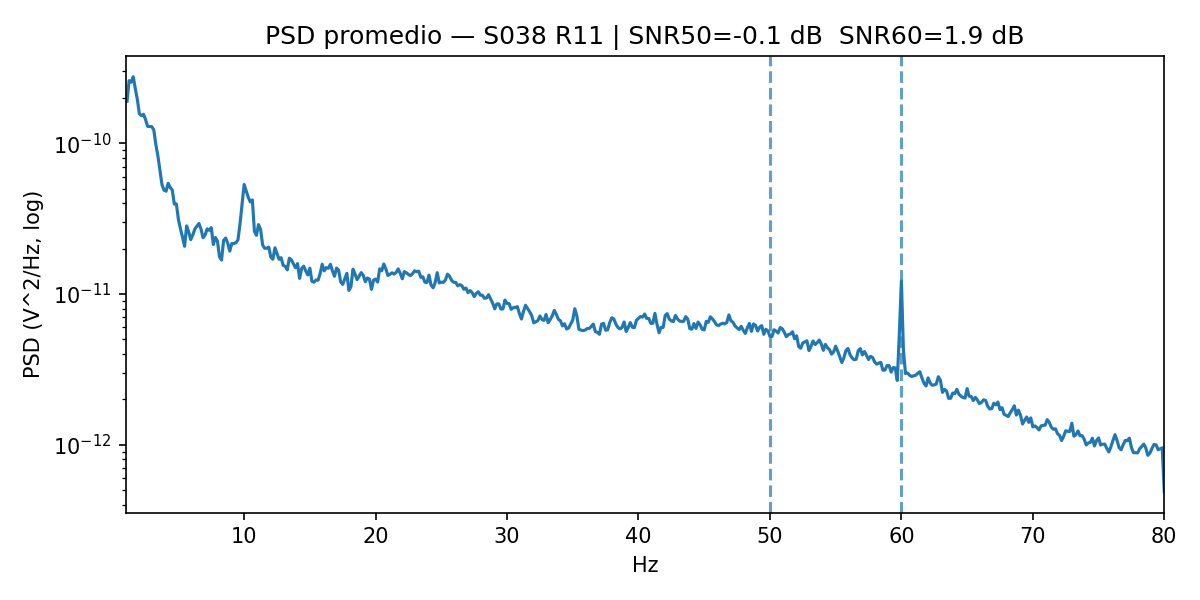 PSD promedio — S038 R11 | SNR50=-0.1 dB  SNR60=1.9 dB
PSD (V^2/Hz, log)
10⁻¹⁰
10⁻¹¹
10⁻¹²
10 20 30 40 50 60 70 80
Hz